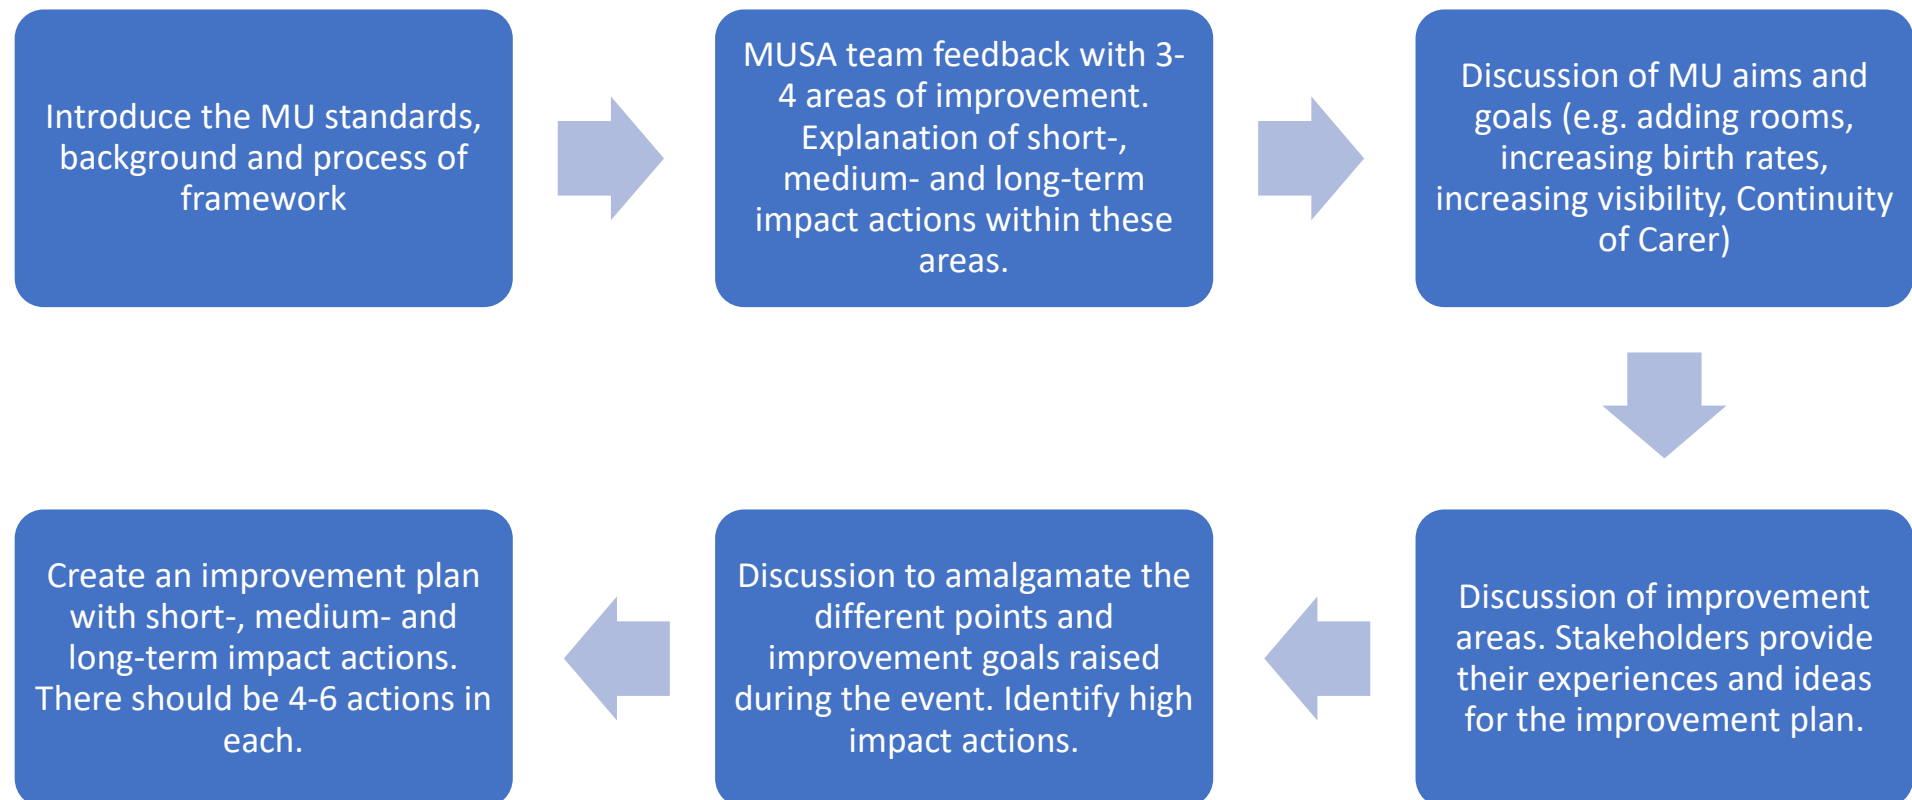 Introduce the MU standards,
background and process of
framework
MUSA team feedback with 3-
4 areas of improvement.
Explanation of short-,
medium- and long-term
impact actions within these
areas.
Discussion of MU aims and
goals (e.g. adding rooms,
increasing birth rates,
increasing visibility, Continuity
of Carer)
Discussion of improvement
areas. Stakeholders provide
their experiences and ideas
for the improvement plan.
Discussion to amalgamate the
different points and
improvement goals raised
during the event. Identify high
impact actions.
Create an improvement plan
with short-, medium- and
long-term impact actions.
There should be 4-6 actions in
each.